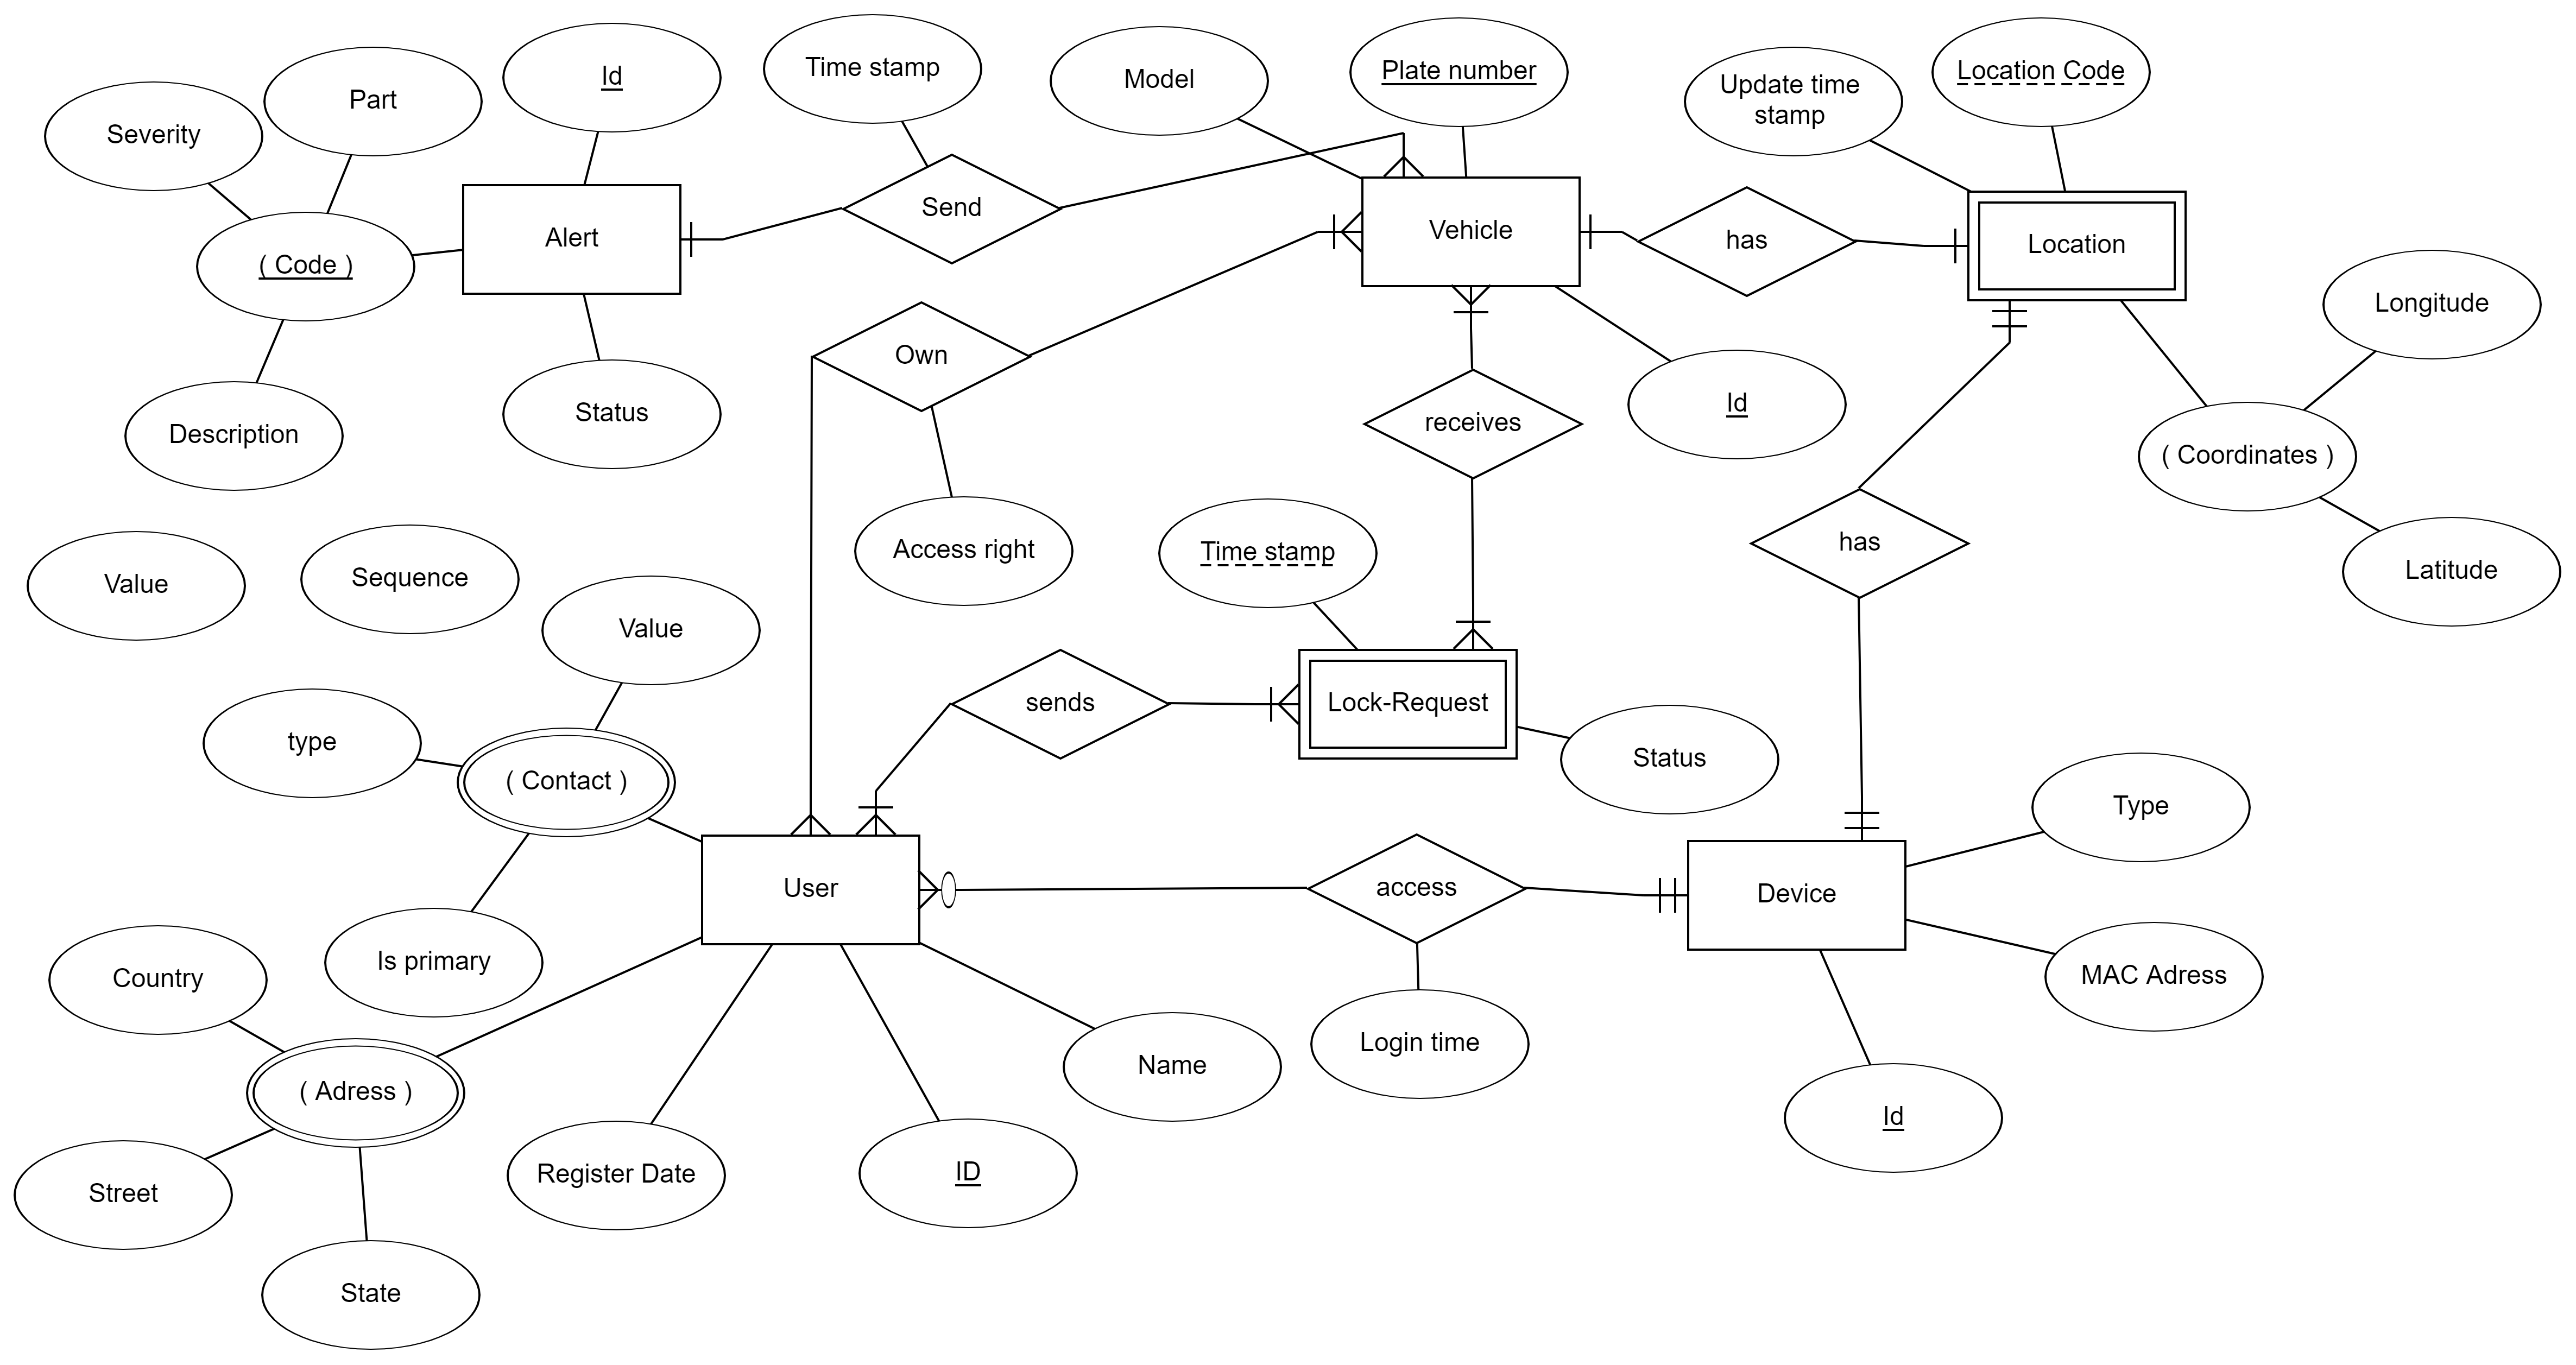 Time stamp
Id
Plate number
Location Code
Model
Update time
stamp
Part
Severity
Send
Vehicle
has
Location
Alert
( Code )
Longitude
Own
Id
Status
receives
Description
( Coordinates )
Access right
Time stamp
has
Latitude
Value
Sequence
Value
sends
Lock-Request
type
Status
( Contact )
Type
User
access
Device
Is primary
MAC Adress
Country
Login time
Name
( Adress )
Id
Register Date
ID
Street
State